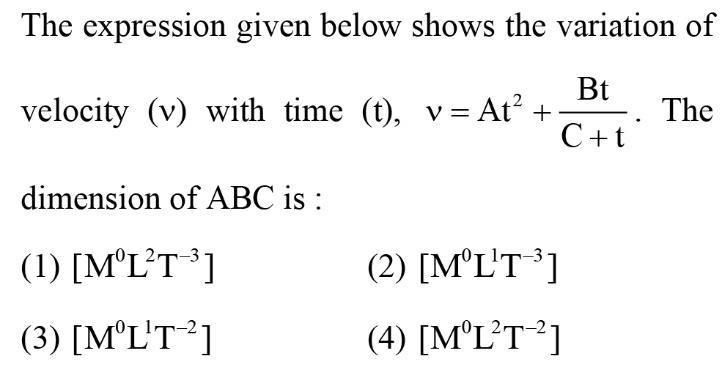 The expression given below shows the variation of
velocity (v) with time (t), v = At² + Bt/(C + t). The
dimension of ABC is :
(1) [M⁰L²T⁻³] (2) [M⁰L¹T⁻³]
(3) [M⁰L¹T⁻²] (4) [M⁰L²T⁻²]